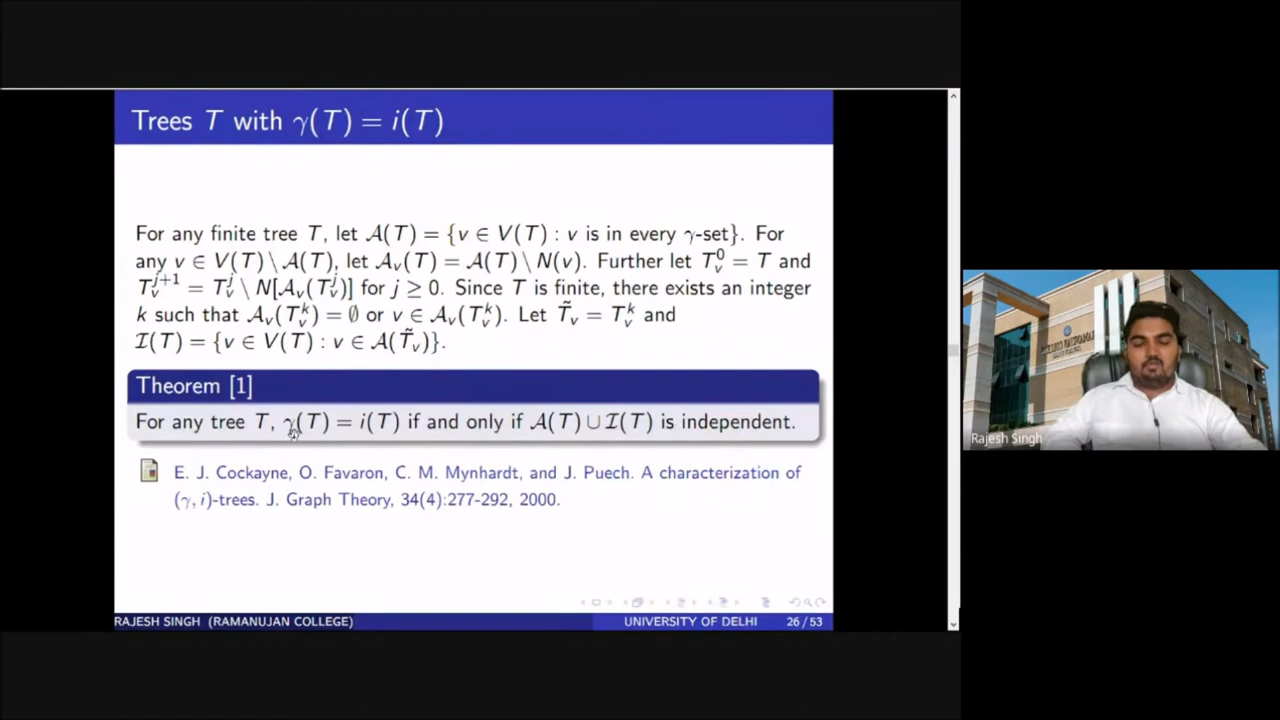 Trees T with γ(T) = i(T)
For any finite tree T, let 𝒜(T) = {v ∈ V(T) : v is in every γ-set}. For
any v ∈ V(T) \ 𝒜(T), let 𝒜_v(T) = 𝒜(T) \ N(v). Further let T_v^0 = T and
T_v^{j+1} = T_v^j \ N[𝒜_v(T_v^j)] for j ≥ 0. Since T is finite, there exists an integer
k such that 𝒜_v(T_v^k) = ∅ or v ∈ 𝒜_v(T_v^k). Let T̃_v = T_v^k and
ℐ(T) = {v ∈ V(T) : v ∈ 𝒜(T̃_v)}.
Theorem [1]
For any tree T, γ(T) = i(T) if and only if 𝒜(T) ∪ ℐ(T) is independent.
E. J. Cockayne, O. Favaron, C. M. Mynhardt, and J. Puech. A characterization of
(γ, i)-trees. J. Graph Theory, 34(4):277-292, 2000.
RAJESH SINGH (RAMANUJAN COLLEGE) UNIVERSITY OF DELHI 26 / 53
Rajesh Singh